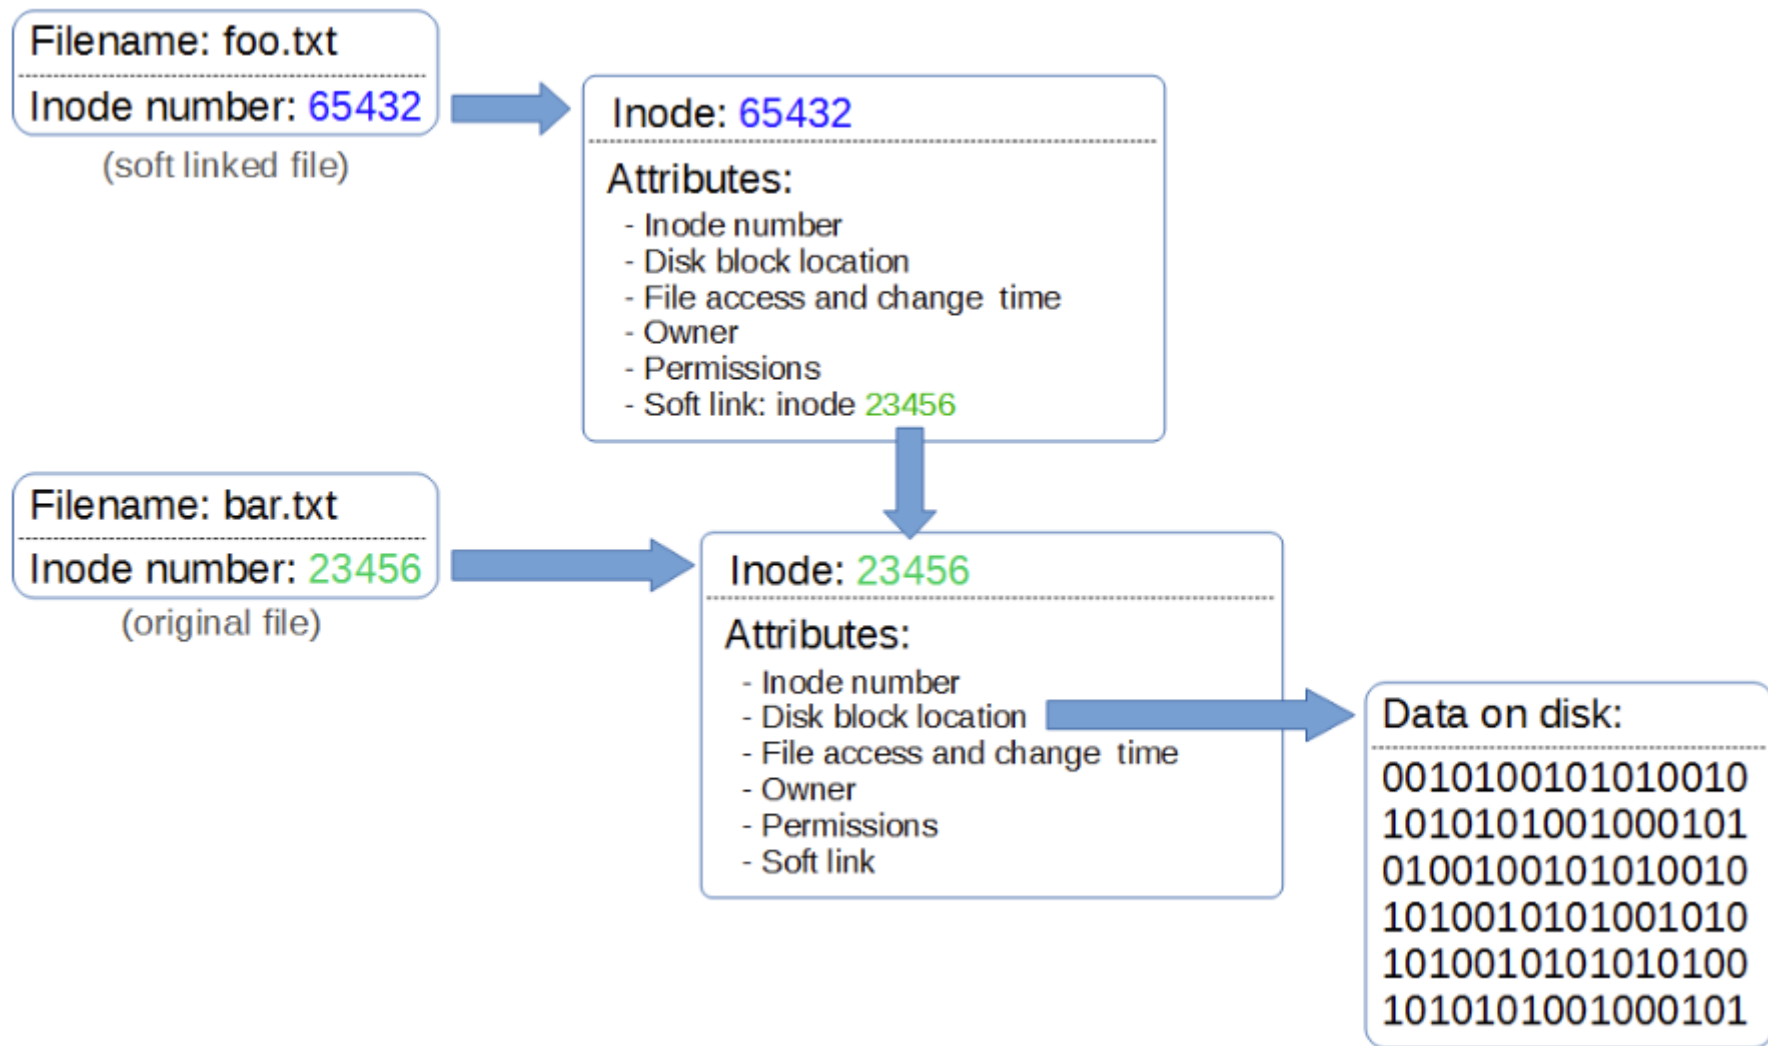 Filename: foo.txt
Inode number: 65432
(soft linked file)
Inode: 65432
Attributes:
- Inode number
- Disk block location
- File access and change time
- Owner
- Permissions
- Soft link: inode 23456
Filename: bar.txt
Inode number: 23456
(original file)
Inode: 23456
Attributes:
- Inode number
- Disk block location
- File access and change time
- Owner
- Permissions
- Soft link
Data on disk:
0010100101010010
1010101001000101
0100100101010010
1010010101001010
1010010101010100
1010101001000101